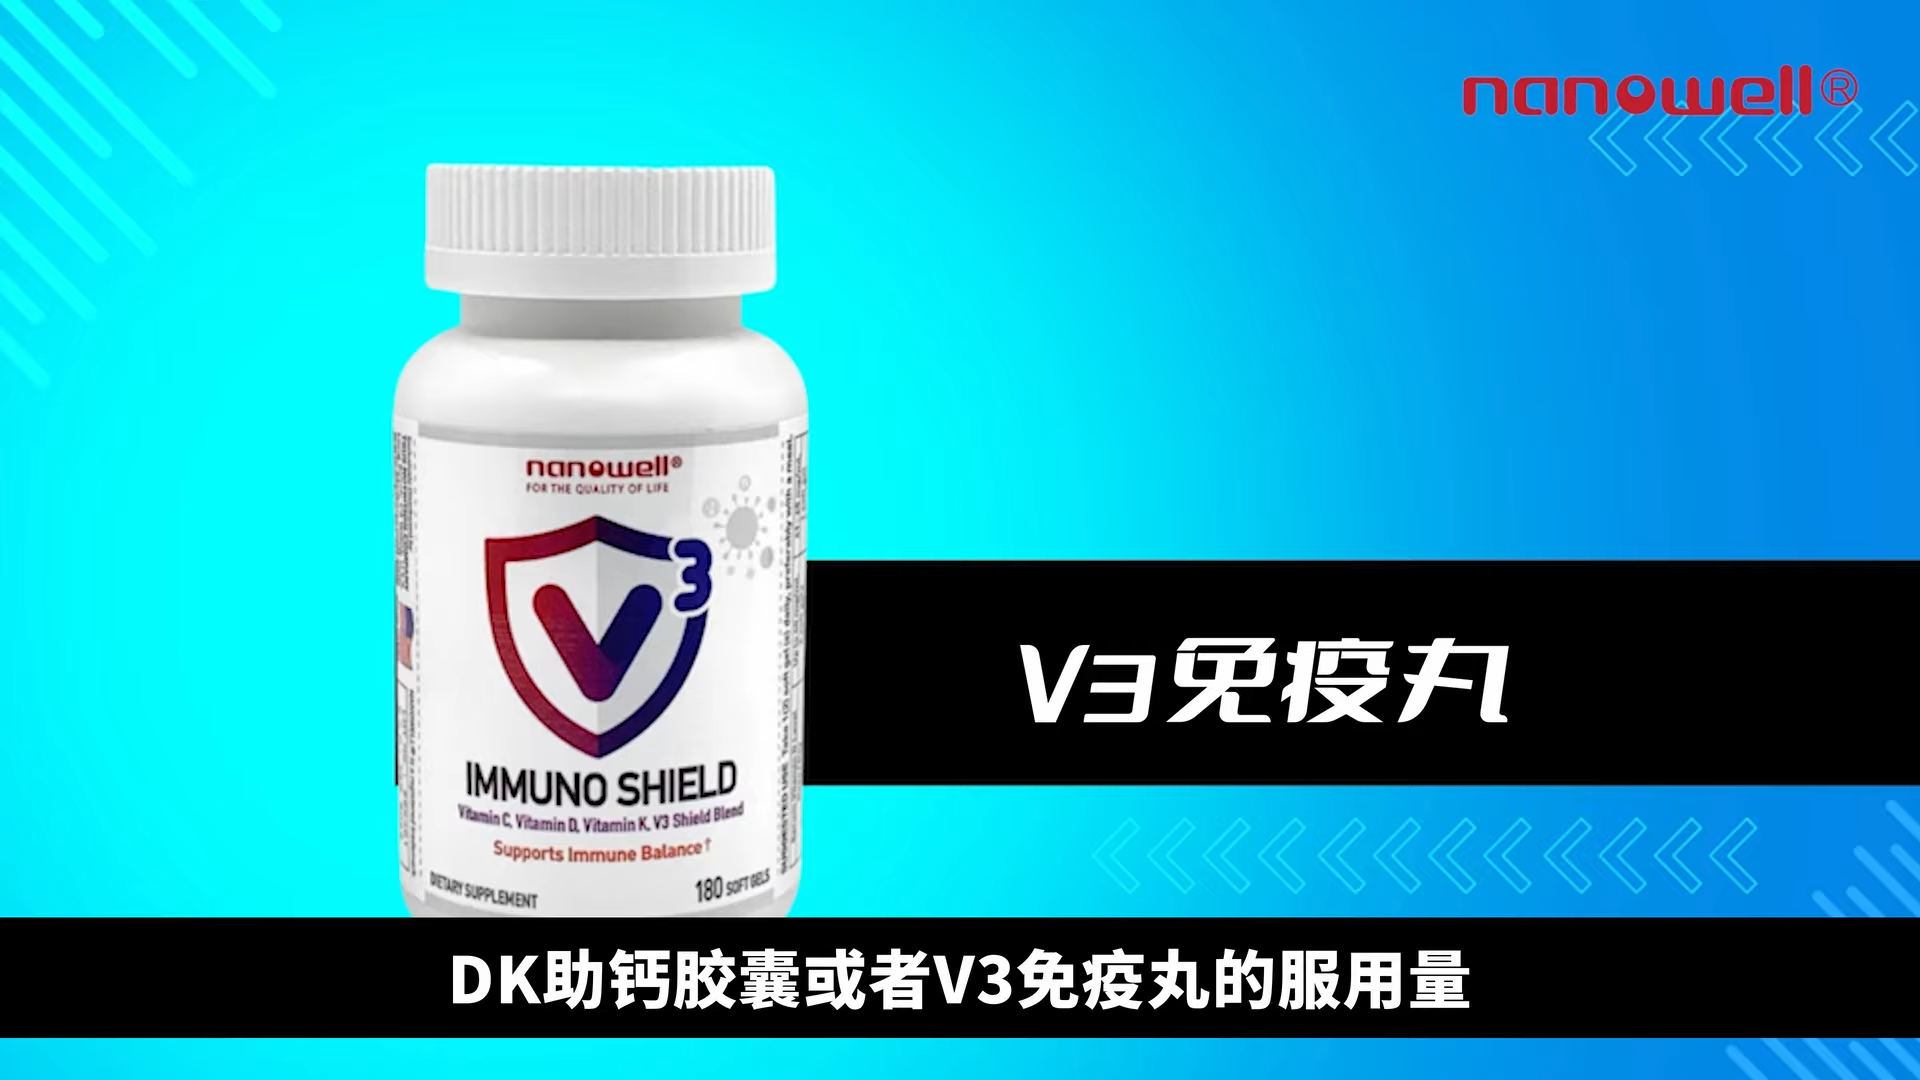 nanowell®
nanowell®
FOR THE QUALITY OF LIFE
V3
IMMUNO SHIELD
Vitamin C, Vitamin D, Vitamin K, V3 Shield Blend
Supports Immune Balance†
DIETARY SUPPLEMENT
180 SOFT GELS
V3免疫丸
DK助钙胶囊或者V3免疫丸的服用量